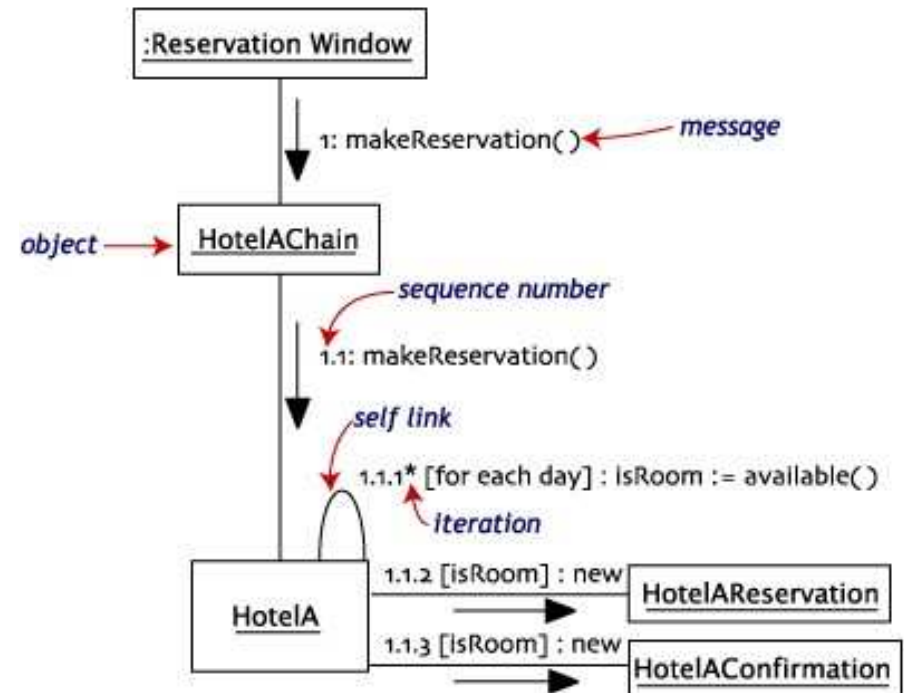 :Reservation Window
1: makeReservation( )
message
object
HotelAChain
sequence number
1.1: makeReservation( )
self link
1.1.1* [for each day] : isRoom := available( )
iteration
1.1.2 [isRoom] : new
HotelAReservation
HotelA
1.1.3 [isRoom] : new
HotelAConfirmation